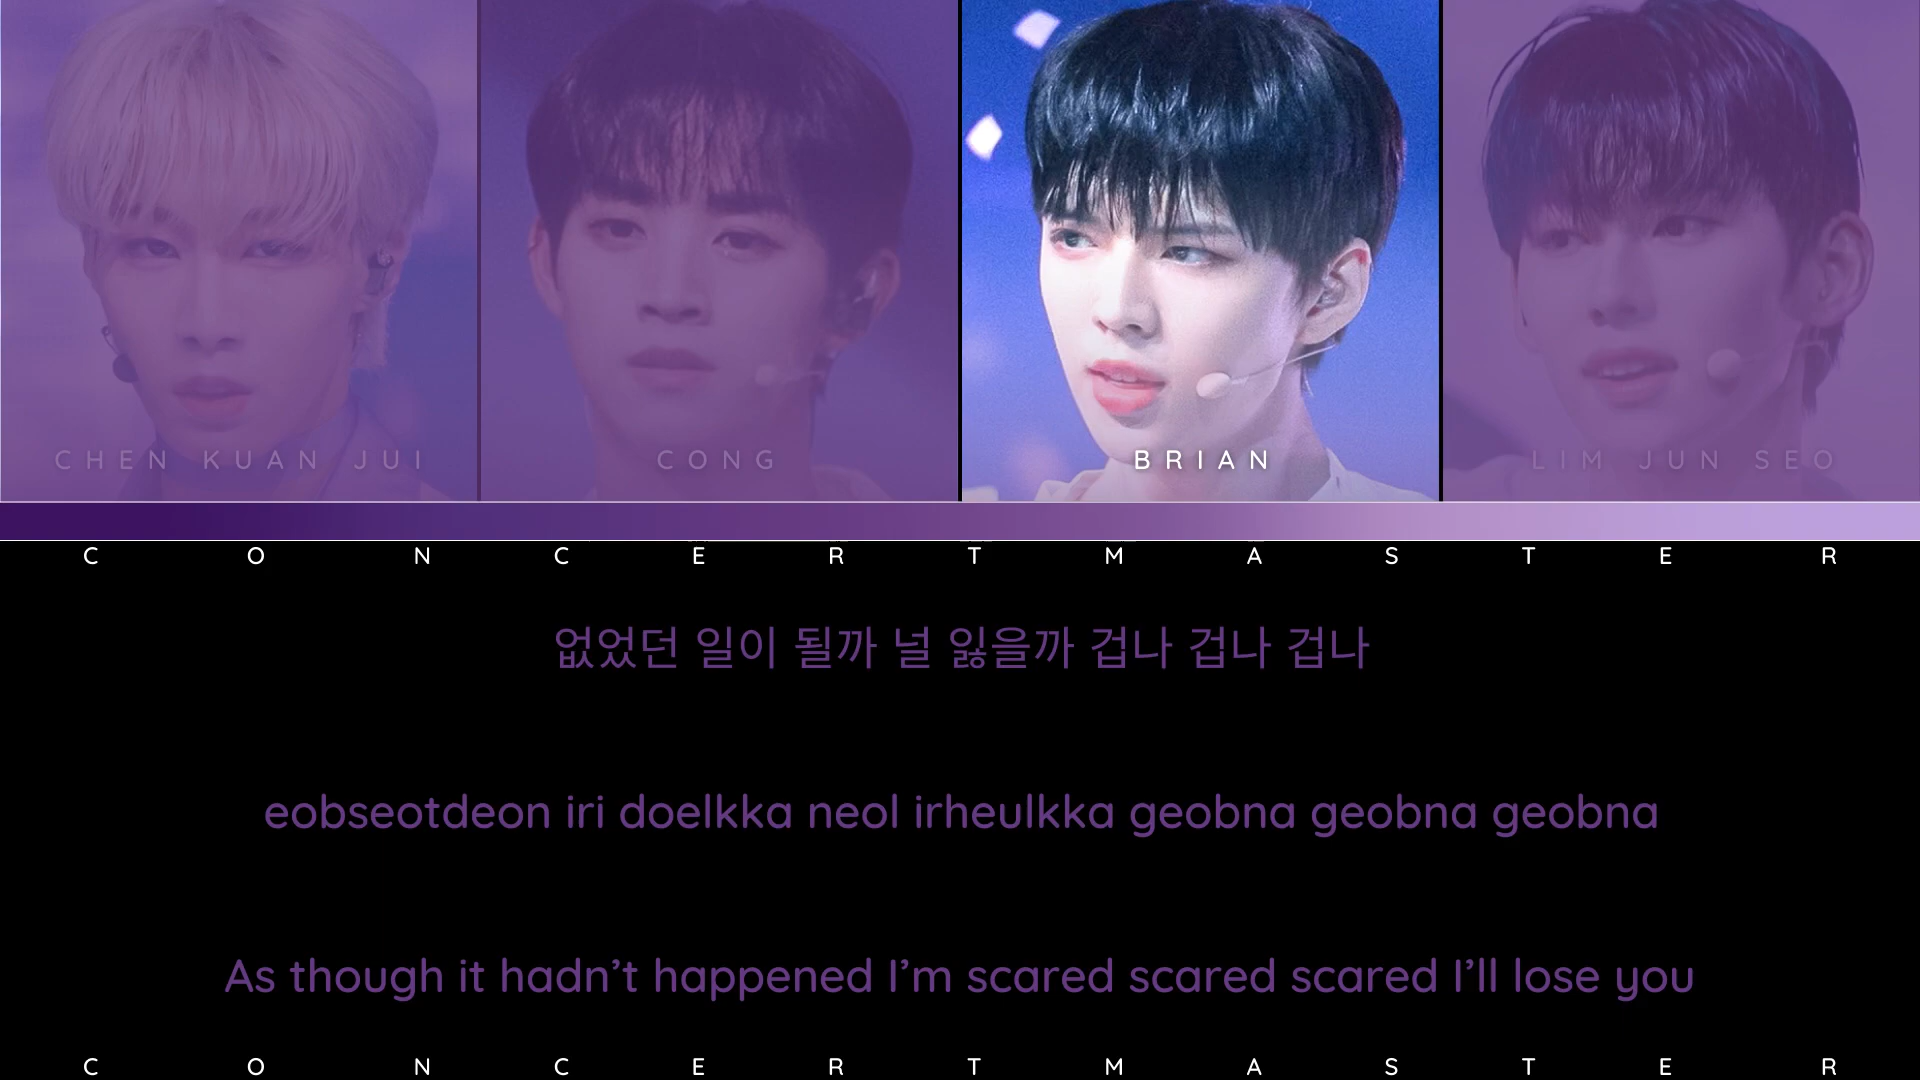 CHEN KUAN JUI CONG BRIAN LIM JUN SEO
CONCERTMASTER
없었던 일이 될까 널 잃을까 겁나 겁나 겁나
eobseotdeon iri doelkka neol irheulkka geobna geobna geobna
As though it hadn’t happened I’m scared scared scared I’ll lose you
CONCERTMASTER